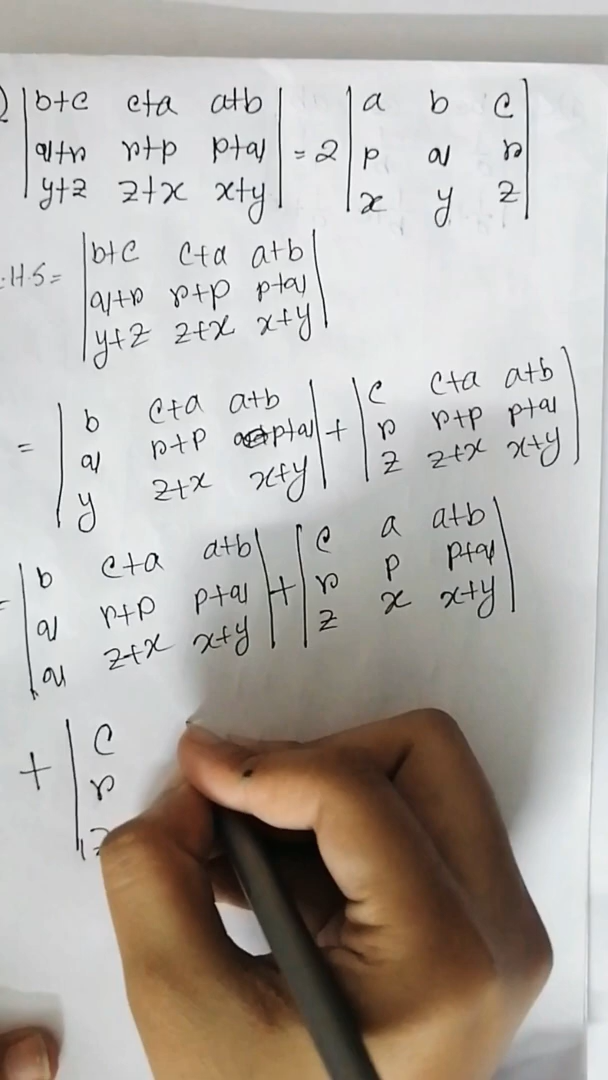 |b+c c+a a+b| = 2 |a b c|
|q+r r+p p+q| |p q r|
|y+z z+x x+y| |x y z|
.H.S = |b+c c+a a+b|
|q+r r+p p+q|
|y+z z+x x+y|
= |b c+a a+b| + |c c+a a+b|
|q r+p p+q| |r r+p p+q|
|y z+x x+y| |z z+x x+y|
= |b c+a a+b| + |c a a+b|
|q r+p p+q| |r p p+q|
|q z+x x+y| |z x x+y|
+ |c
|r
|z